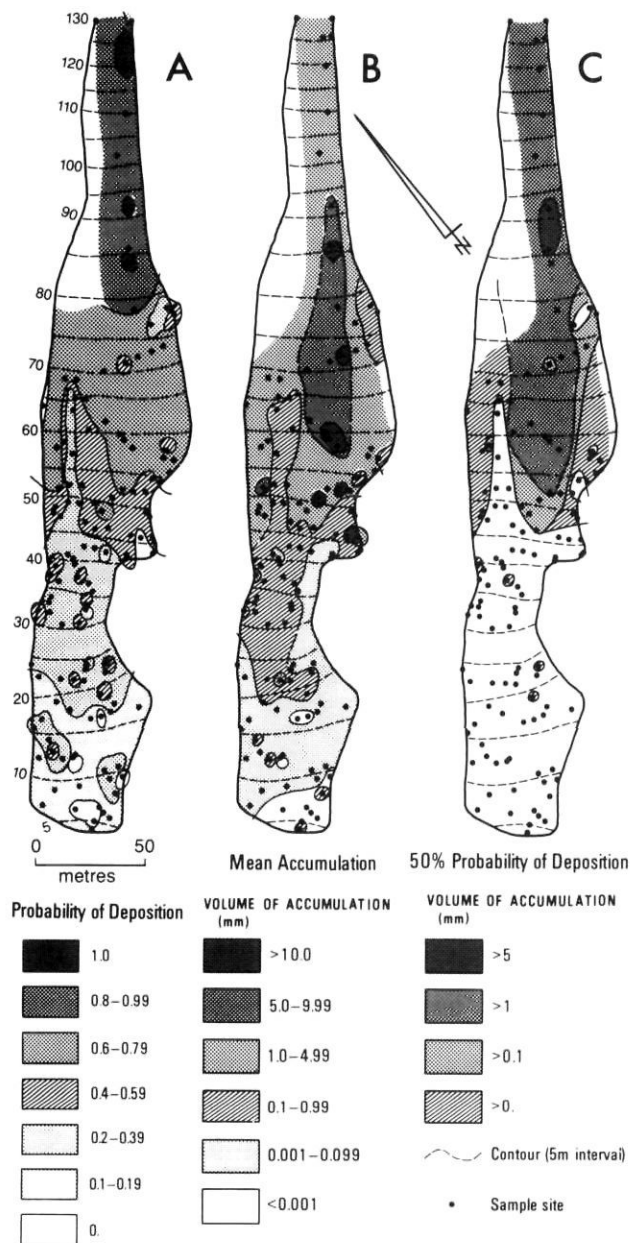 A
B
C
130
120
110
100
90
80
70
60
50
40
30
20
10
5
N
0 50
metres
Mean Accumulation
50% Probability of Deposition
Probability of Deposition
1.0
0.8–0.99
0.6–0.79
0.4–0.59
0.2–0.39
0.1–0.19
0.
VOLUME OF ACCUMULATION
(mm)
>10.0
5.0–9.99
1.0–4.99
0.1–0.99
0.001–0.099
<0.001
VOLUME OF ACCUMULATION
(mm)
>5
>1
>0.1
>0.
Contour (5m interval)
Sample site